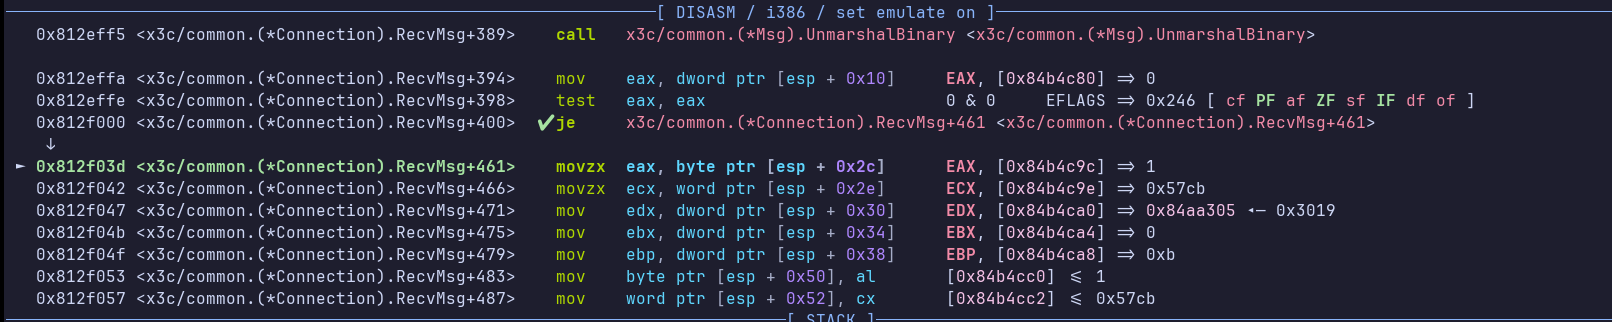 [ DISASM / i386 / set emulate on ]
0x812eff5 <x3c/common.(*Connection).RecvMsg+389> call x3c/common.(*Msg).UnmarshalBinary <x3c/common.(*Msg).UnmarshalBinary>
0x812effa <x3c/common.(*Connection).RecvMsg+394> mov eax, dword ptr [esp + 0x10] EAX, [0x84b4c80] => 0
0x812effe <x3c/common.(*Connection).RecvMsg+398> test eax, eax 0 & 0 EFLAGS => 0x246 [ cf PF af ZF sf IF df of ]
0x812f000 <x3c/common.(*Connection).RecvMsg+400> ✔ je x3c/common.(*Connection).RecvMsg+461 <x3c/common.(*Connection).RecvMsg+461>
↓
► 0x812f03d <x3c/common.(*Connection).RecvMsg+461> movzx eax, byte ptr [esp + 0x2c] EAX, [0x84b4c9c] => 1
0x812f042 <x3c/common.(*Connection).RecvMsg+466> movzx ecx, word ptr [esp + 0x2e] ECX, [0x84b4c9e] => 0x57cb
0x812f047 <x3c/common.(*Connection).RecvMsg+471> mov edx, dword ptr [esp + 0x30] EDX, [0x84b4ca0] => 0x84aa305 ◂— 0x3019
0x812f04b <x3c/common.(*Connection).RecvMsg+475> mov ebx, dword ptr [esp + 0x34] EBX, [0x84b4ca4] => 0
0x812f04f <x3c/common.(*Connection).RecvMsg+479> mov ebp, dword ptr [esp + 0x38] EBP, [0x84b4ca8] => 0xb
0x812f053 <x3c/common.(*Connection).RecvMsg+483> mov byte ptr [esp + 0x50], al [0x84b4cc0] <= 1
0x812f057 <x3c/common.(*Connection).RecvMsg+487> mov word ptr [esp + 0x52], cx [0x84b4cc2] <= 0x57cb
[ STACK ]